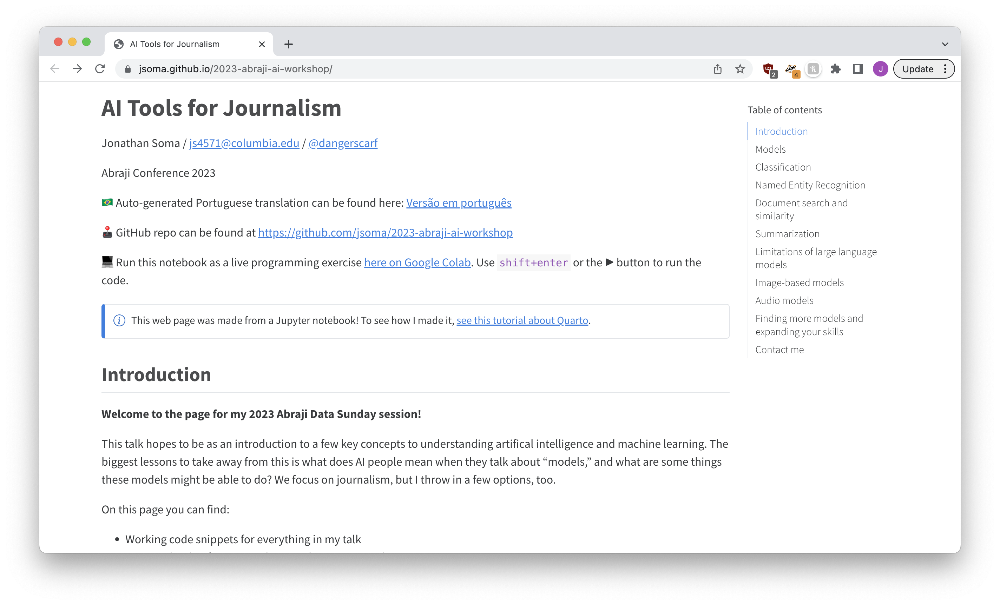 AI Tools for Journalism
jsoma.github.io/2023-abraji-ai-workshop/
2
4
J
Update
AI Tools for Journalism
Jonathan Soma / js4571@columbia.edu / @dangerscarf
Abraji Conference 2023
🇧🇷 Auto-generated Portuguese translation can be found here: Versão em português
🕹️ GitHub repo can be found at https://github.com/jsoma/2023-abraji-ai-workshop
💻 Run this notebook as a live programming exercise here on Google Colab. Use shift+enter or the ▶ button to run the
code.
This web page was made from a Jupyter notebook! To see how I made it, see this tutorial about Quarto.
Introduction
Welcome to the page for my 2023 Abraji Data Sunday session!
This talk hopes to be as an introduction to a few key concepts to understanding artifical intelligence and machine learning. The
biggest lessons to take away from this is what does AI people mean when they talk about “models,” and what are some things
these models might be able to do? We focus on journalism, but I throw in a few options, too.
On this page you can find:
• Working code snippets for everything in my talk
Table of contents
Introduction
Models
Classification
Named Entity Recognition
Document search and
similarity
Summarization
Limitations of large language
models
Image-based models
Audio models
Finding more models and
expanding your skills
Contact me